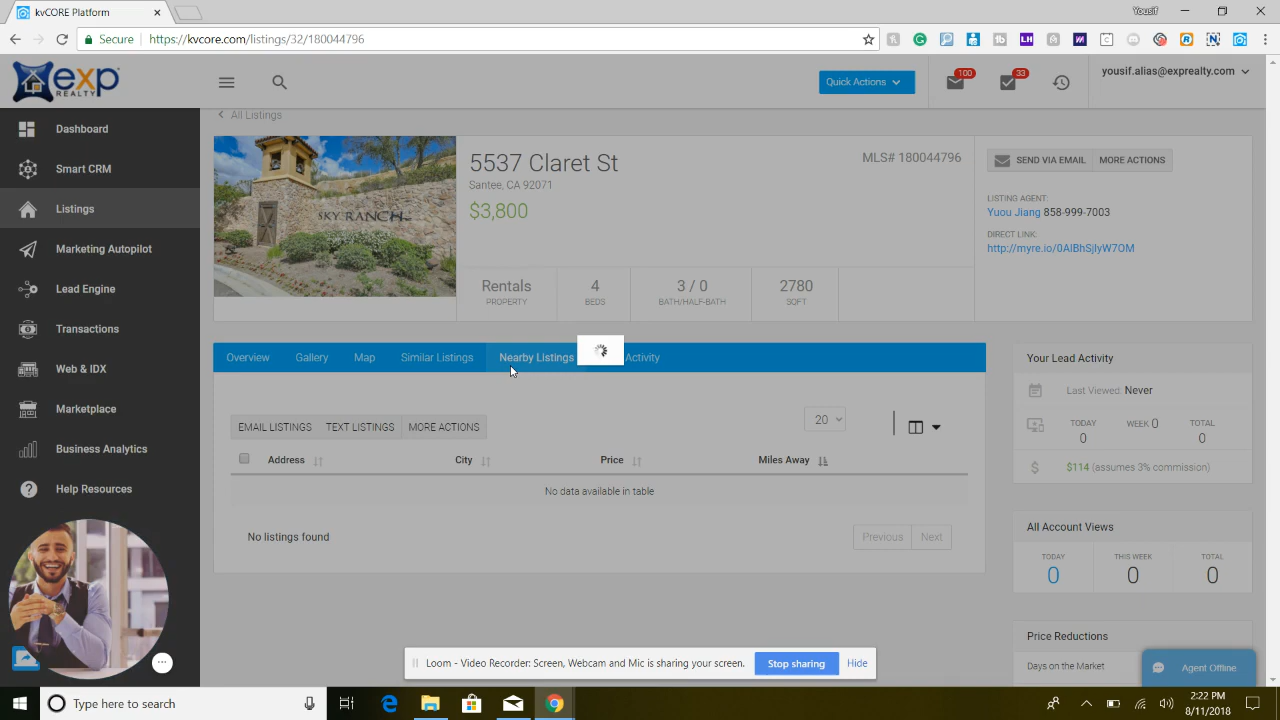 kvCORE Platform
Yousif
Secure https://kvcore.com/listings/32/180044796
exp REALTY
Quick Actions
100
33
yousif.alias@exprealty.com
Dashboard
Smart CRM
Listings
Marketing Autopilot
Lead Engine
Transactions
Web & IDX
Marketplace
Business Analytics
Help Resources
All Listings
SKY RANCH
5537 Claret St
MLS# 180044796
Santee, CA 92071
$3,800
Rentals 4 3 / 0 2780
PROPERTY BEDS BATH/HALF-BATH SQFT
SEND VIA EMAIL MORE ACTIONS
LISTING AGENT:
Yuou Jiang 858-999-7003
DIRECT LINK:
http://myre.io/0AIBhSjIyW7OM
Overview Gallery Map Similar Listings Nearby Listings Activity
EMAIL LISTINGS TEXT LISTINGS MORE ACTIONS
20
Address City Price Miles Away
No data available in table
No listings found
Previous Next
Your Lead Activity
Last Viewed: Never
TODAY WEEK 0 TOTAL
0 0
$ $114 (assumes 3% commission)
All Account Views
TODAY THIS WEEK TOTAL
0 0 0
Price Reductions
Days on the Market
Agent Offline
Loom - Video Recorder: Screen, Webcam and Mic is sharing your screen. Stop sharing Hide
Type here to search
2:22 PM
8/11/2018